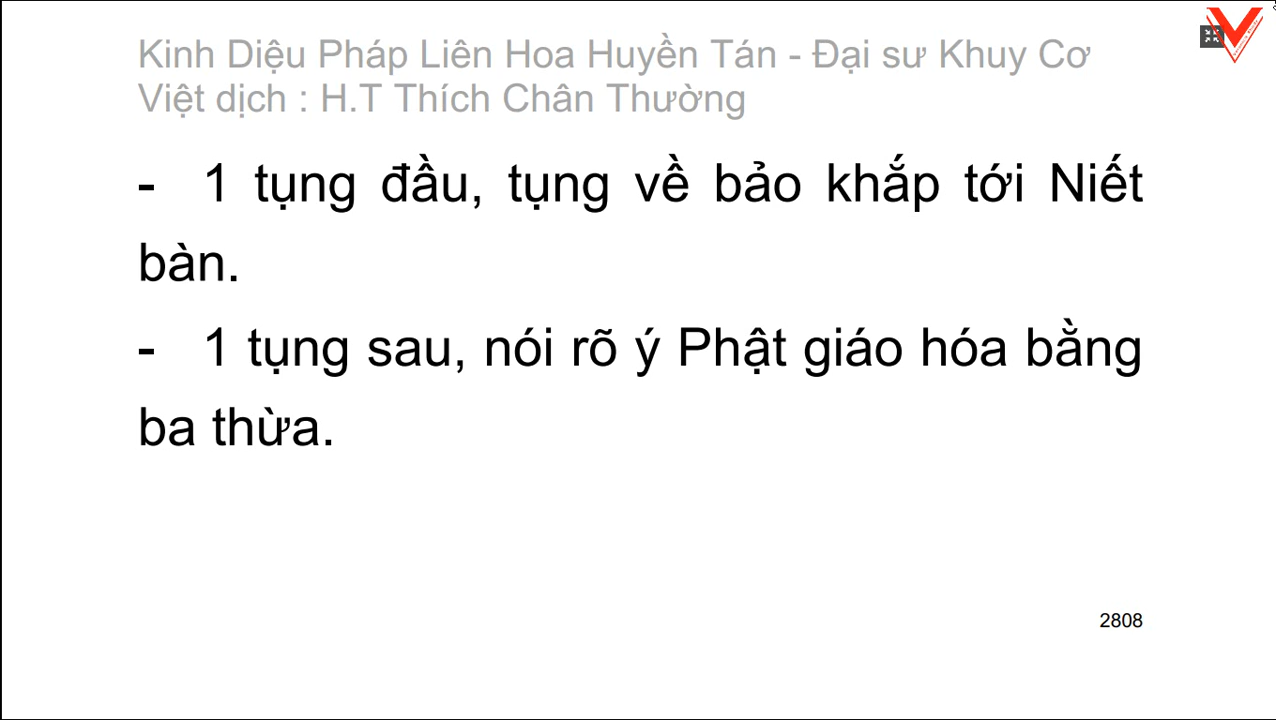 Kinh Diệu Pháp Liên Hoa Huyền Tán - Đại sư Khuy Cơ
Việt dịch : H.T Thích Chân Thường
- 1 tụng đầu, tụng về bảo khắp tới Niết
bàn.
- 1 tụng sau, nói rõ ý Phật giáo hóa bằng
ba thừa.
2808